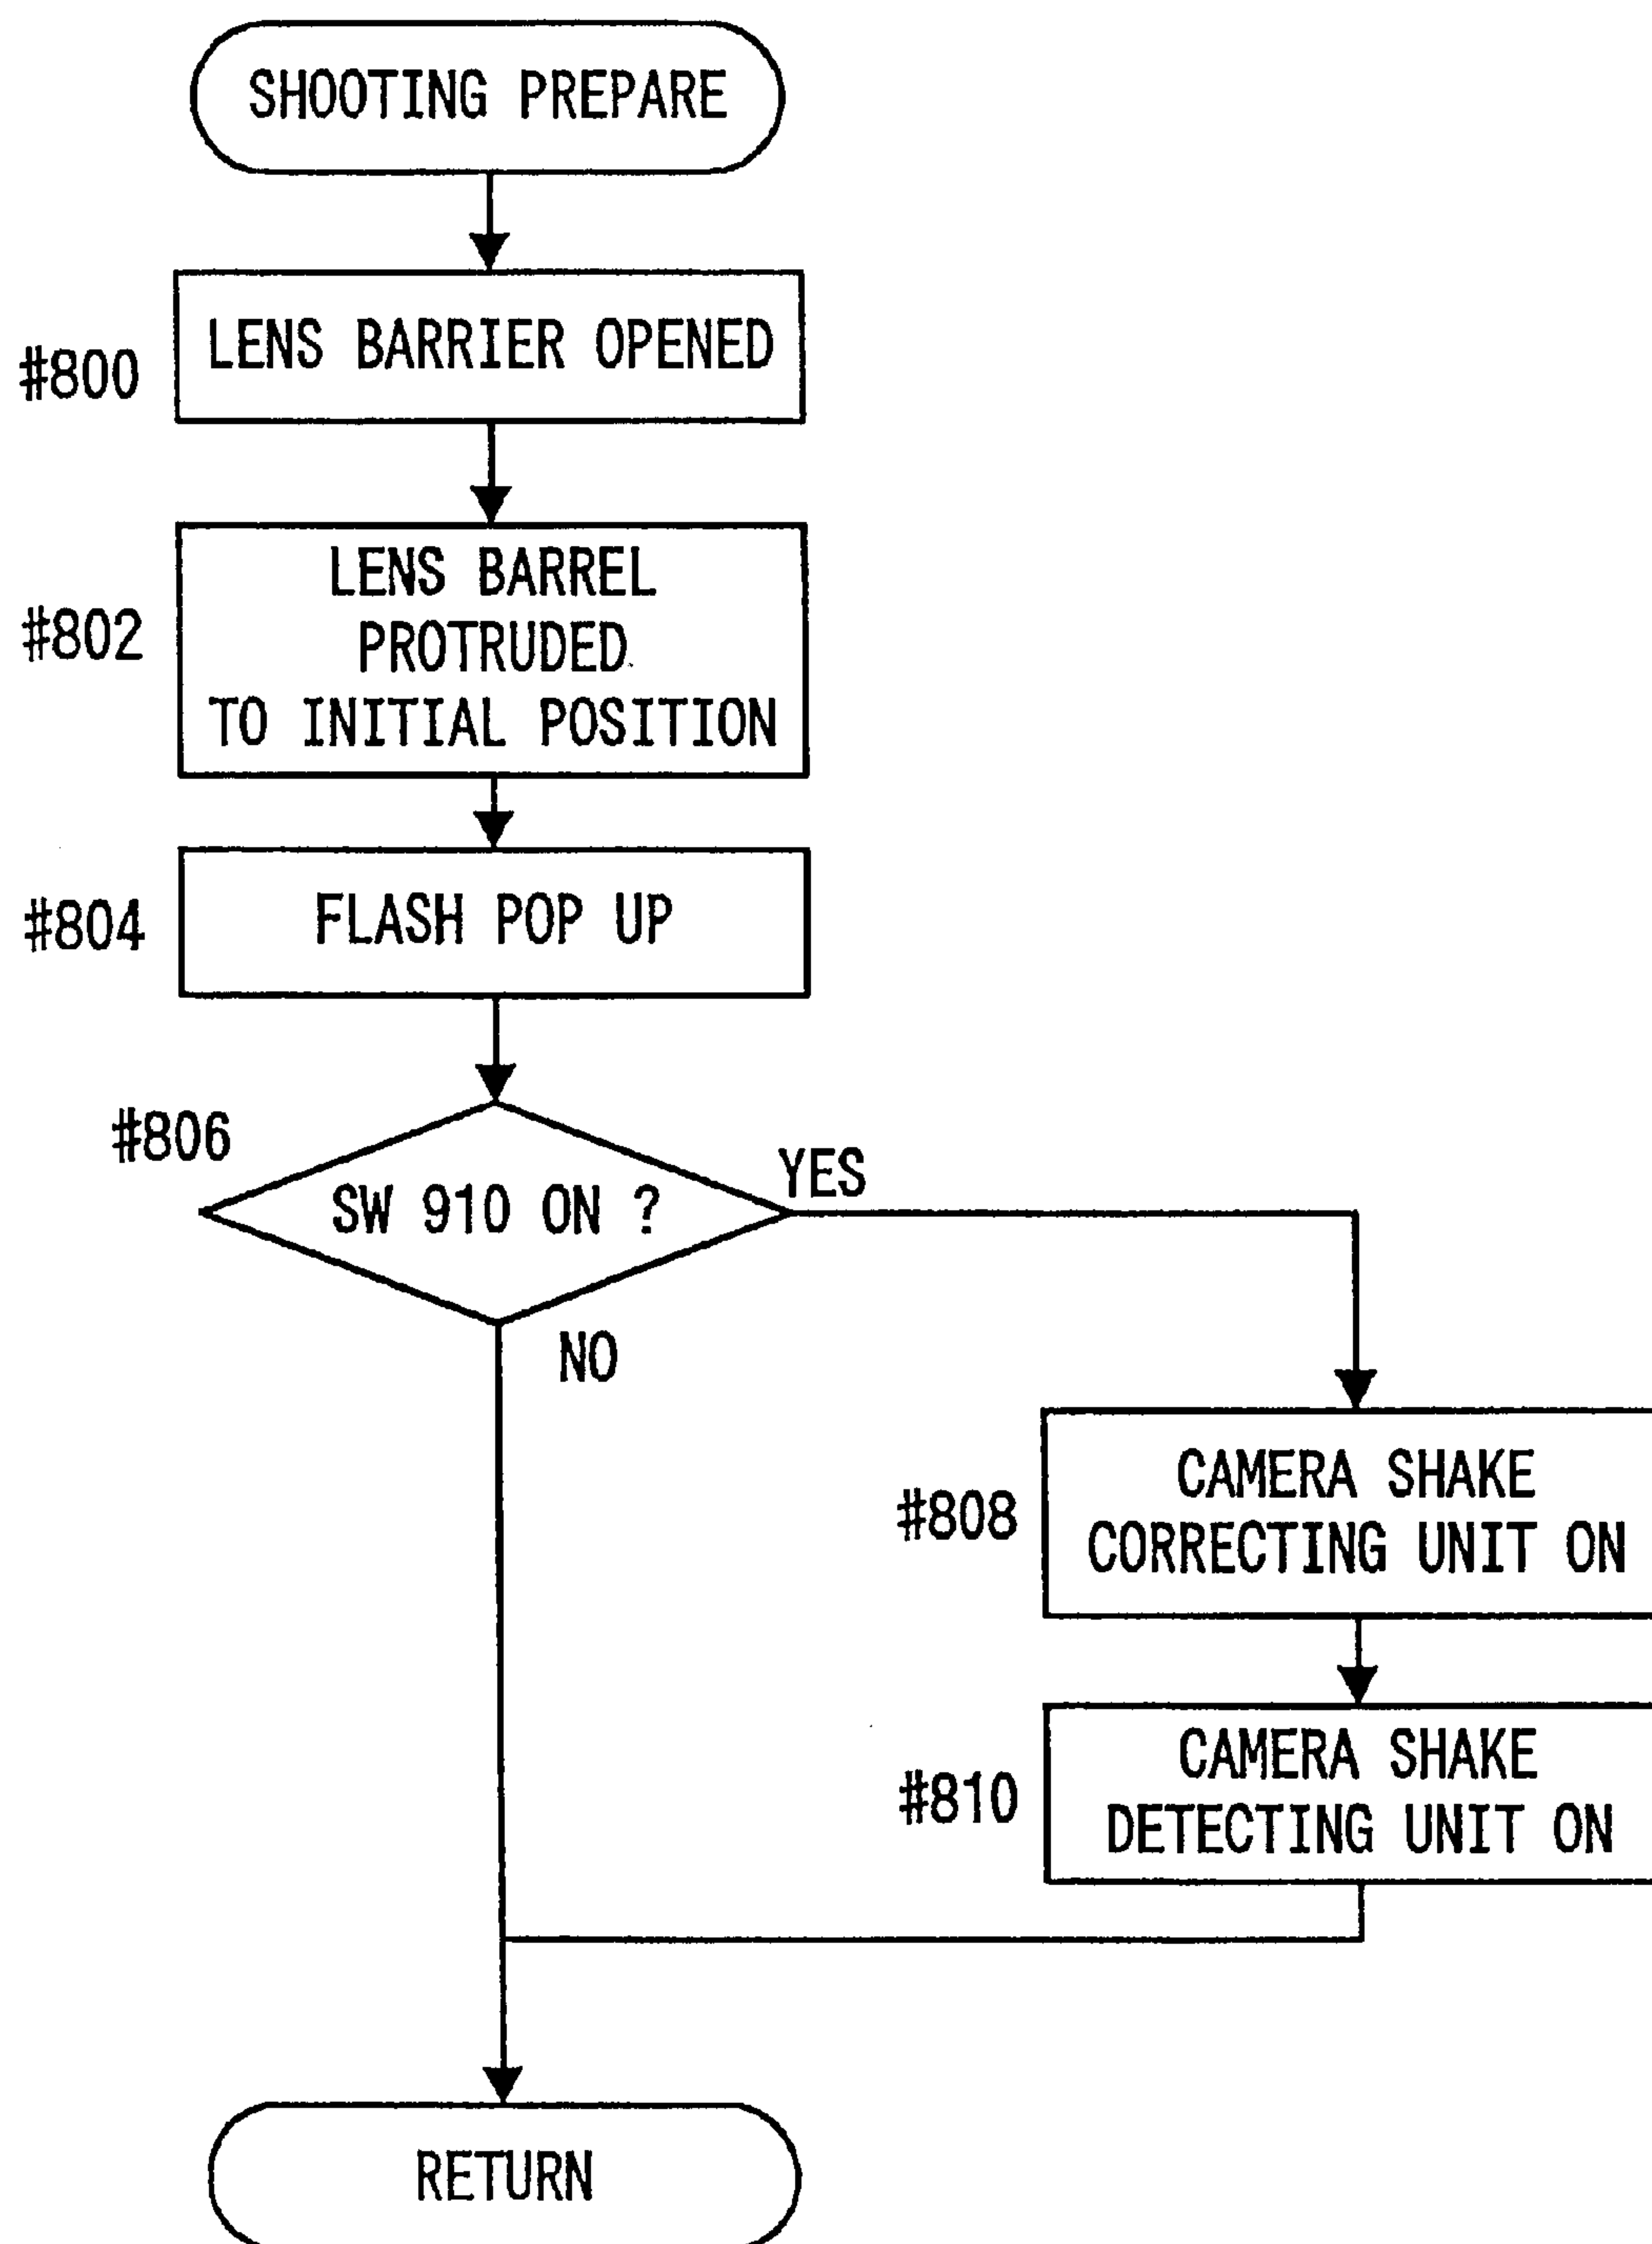 SHOOTING PREPARE
#800
LENS BARRIER OPENED
#802
LENS BARREL
PROTRUDED
TO INITIAL POSITION
#804
FLASH POP UP
#806
SW 910 ON ?
YES
NO
#808
CAMERA SHAKE
CORRECTING UNIT ON
#810
CAMERA SHAKE
DETECTING UNIT ON
RETURN